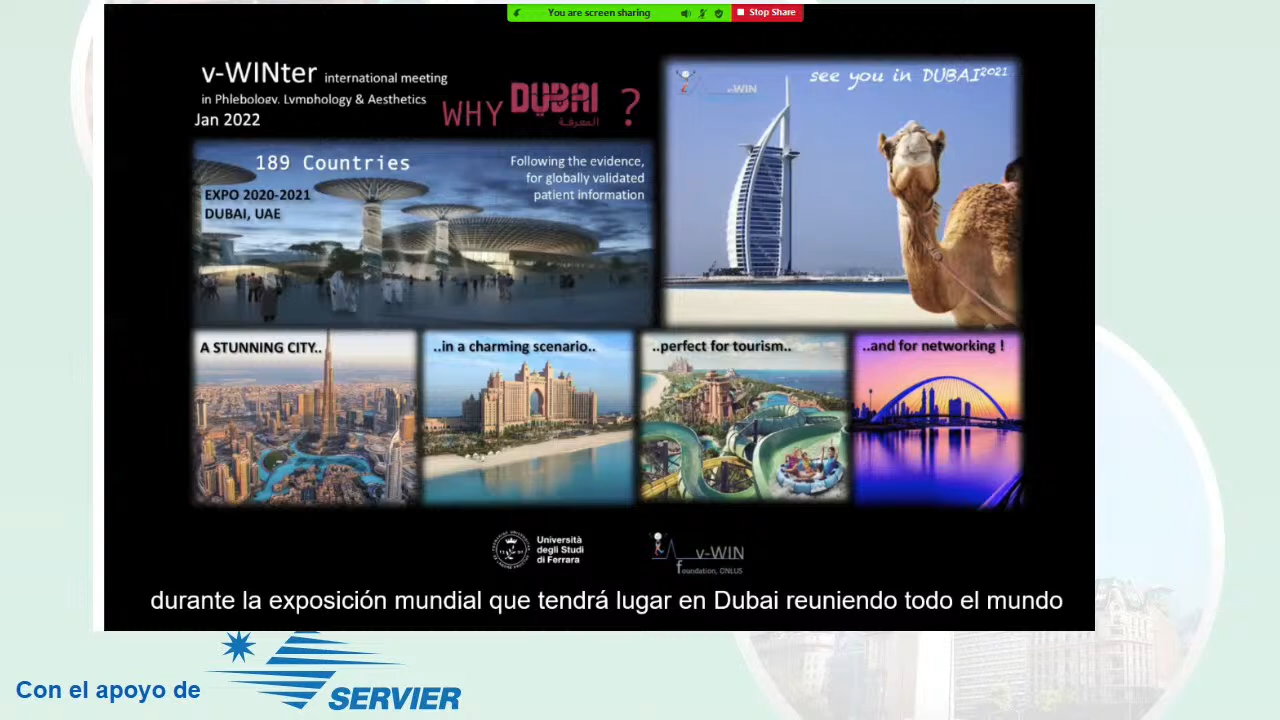 You are screen sharing
Stop Share
v-WINter international meeting
in Phlebology, Lymphology & Aesthetics
Jan 2022
WHY DUBAI ?
المعرفة
189 Countries
EXPO 2020-2021
DUBAI, UAE
Following the evidence,
for globally validated
patient information
v-WIN
see you in DUBAI2021
A STUNNING CITY..
..in a charming scenario..
..perfect for tourism..
..and for networking !
Università
degli Studi
di Ferrara
v-WIN
foundation, ONLUS
durante la exposición mundial que tendrá lugar en Dubai reuniendo todo el mundo
Con el apoyo de
SERVIER